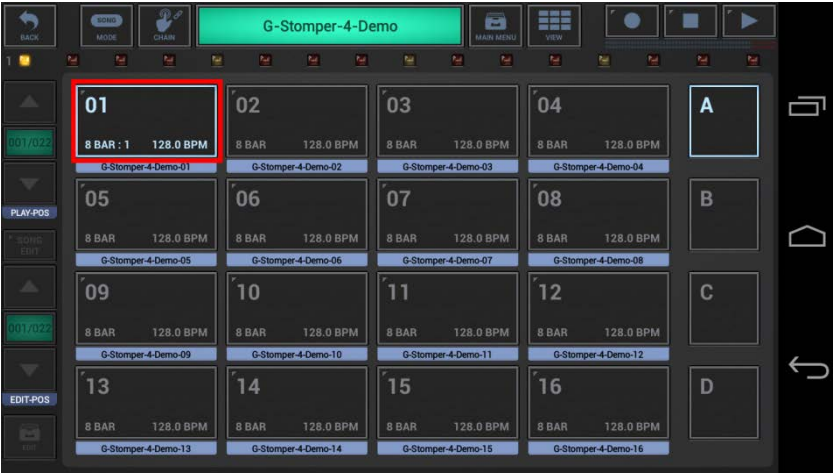 BACK
SONG MODE
CHAIN
G-Stomper-4-Demo
MAIN MENU
VIEW
1
01 02 03 04 A
001/022
8 BAR : 1 128.0 BPM 8 BAR 128.0 BPM 8 BAR 128.0 BPM 8 BAR 128.0 BPM
G-Stomper-4-Demo-01 G-Stomper-4-Demo-02 G-Stomper-4-Demo-03 G-Stomper-4-Demo-04
PLAY-POS
05 06 07 08 B
SONG EDIT
8 BAR 128.0 BPM 8 BAR 128.0 BPM 8 BAR 128.0 BPM 8 BAR 128.0 BPM
G-Stomper-4-Demo-05 G-Stomper-4-Demo-06 G-Stomper-4-Demo-07 G-Stomper-4-Demo-08
09 10 11 12 C
001/022
8 BAR 128.0 BPM 8 BAR 128.0 BPM 8 BAR 128.0 BPM 8 BAR 128.0 BPM
G-Stomper-4-Demo-09 G-Stomper-4-Demo-10 G-Stomper-4-Demo-11 G-Stomper-4-Demo-12
13 14 15 16 D
EDIT-POS
8 BAR 128.0 BPM 8 BAR 128.0 BPM 8 BAR 128.0 BPM 8 BAR 128.0 BPM
G-Stomper-4-Demo-13 G-Stomper-4-Demo-14 G-Stomper-4-Demo-15 G-Stomper-4-Demo-16